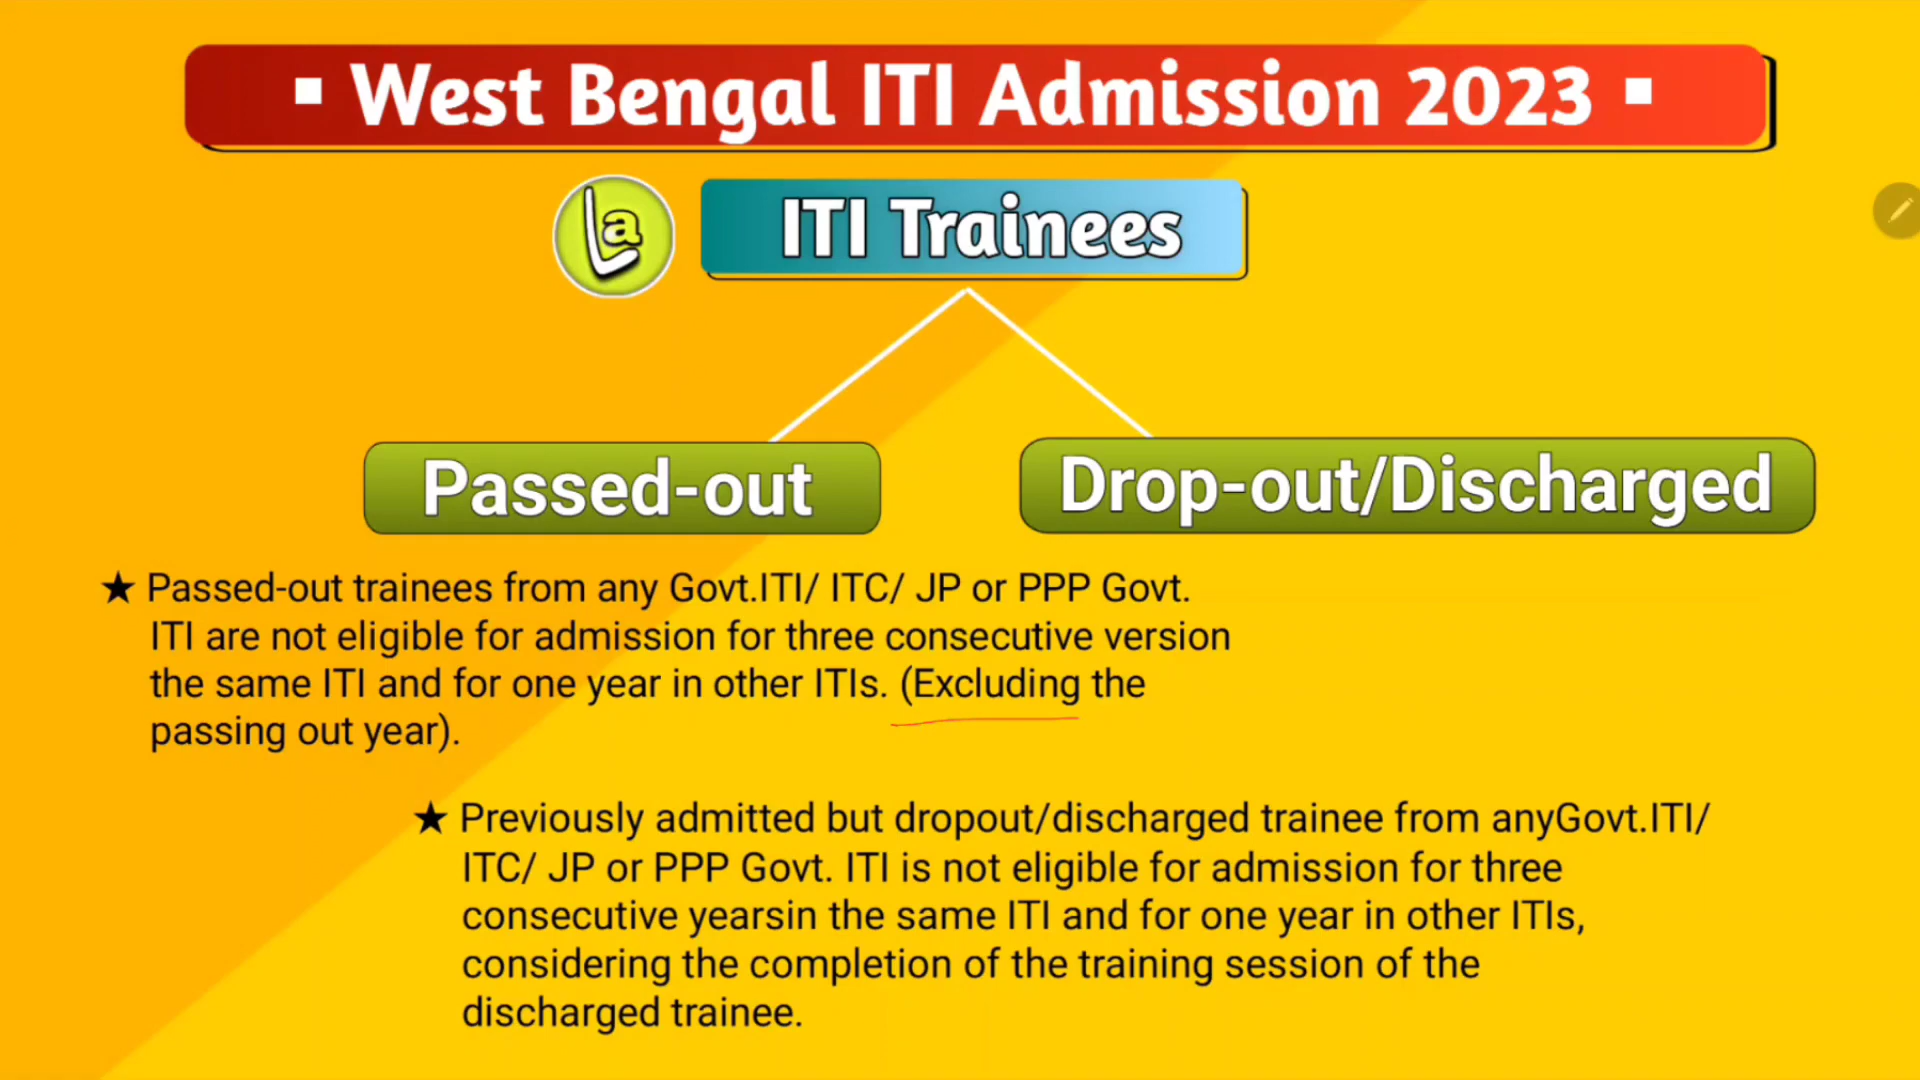 ▪ West Bengal ITI Admission 2023 ▪
La
ITI Trainees
Passed-out
Drop-out/Discharged
★ Passed-out trainees from any Govt.ITI/ ITC/ JP or PPP Govt.
ITI are not eligible for admission for three consecutive version
the same ITI and for one year in other ITIs. (Excluding the
passing out year).
★ Previously admitted but dropout/discharged trainee from anyGovt.ITI/
ITC/ JP or PPP Govt. ITI is not eligible for admission for three
consecutive yearsin the same ITI and for one year in other ITIs,
considering the completion of the training session of the
discharged trainee.